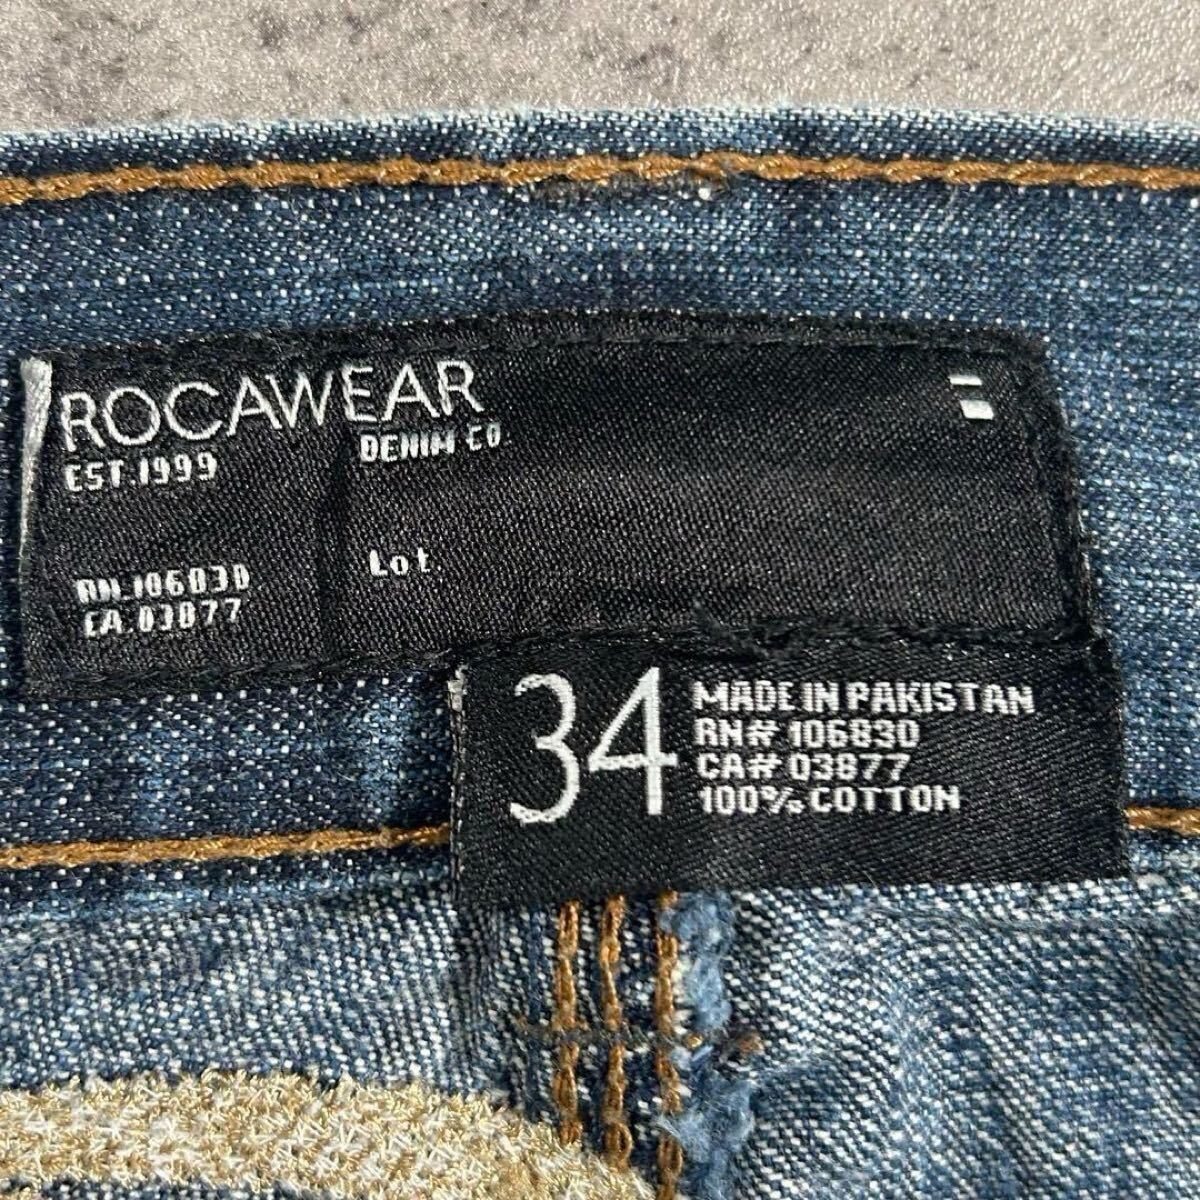 ROCAWEAR
DENIM CO.
EST.1999
Lot.
RN.106830
CA.03877
34
MADE IN PAKISTAN
RN# 106830
CA# 03877
100% COTTON